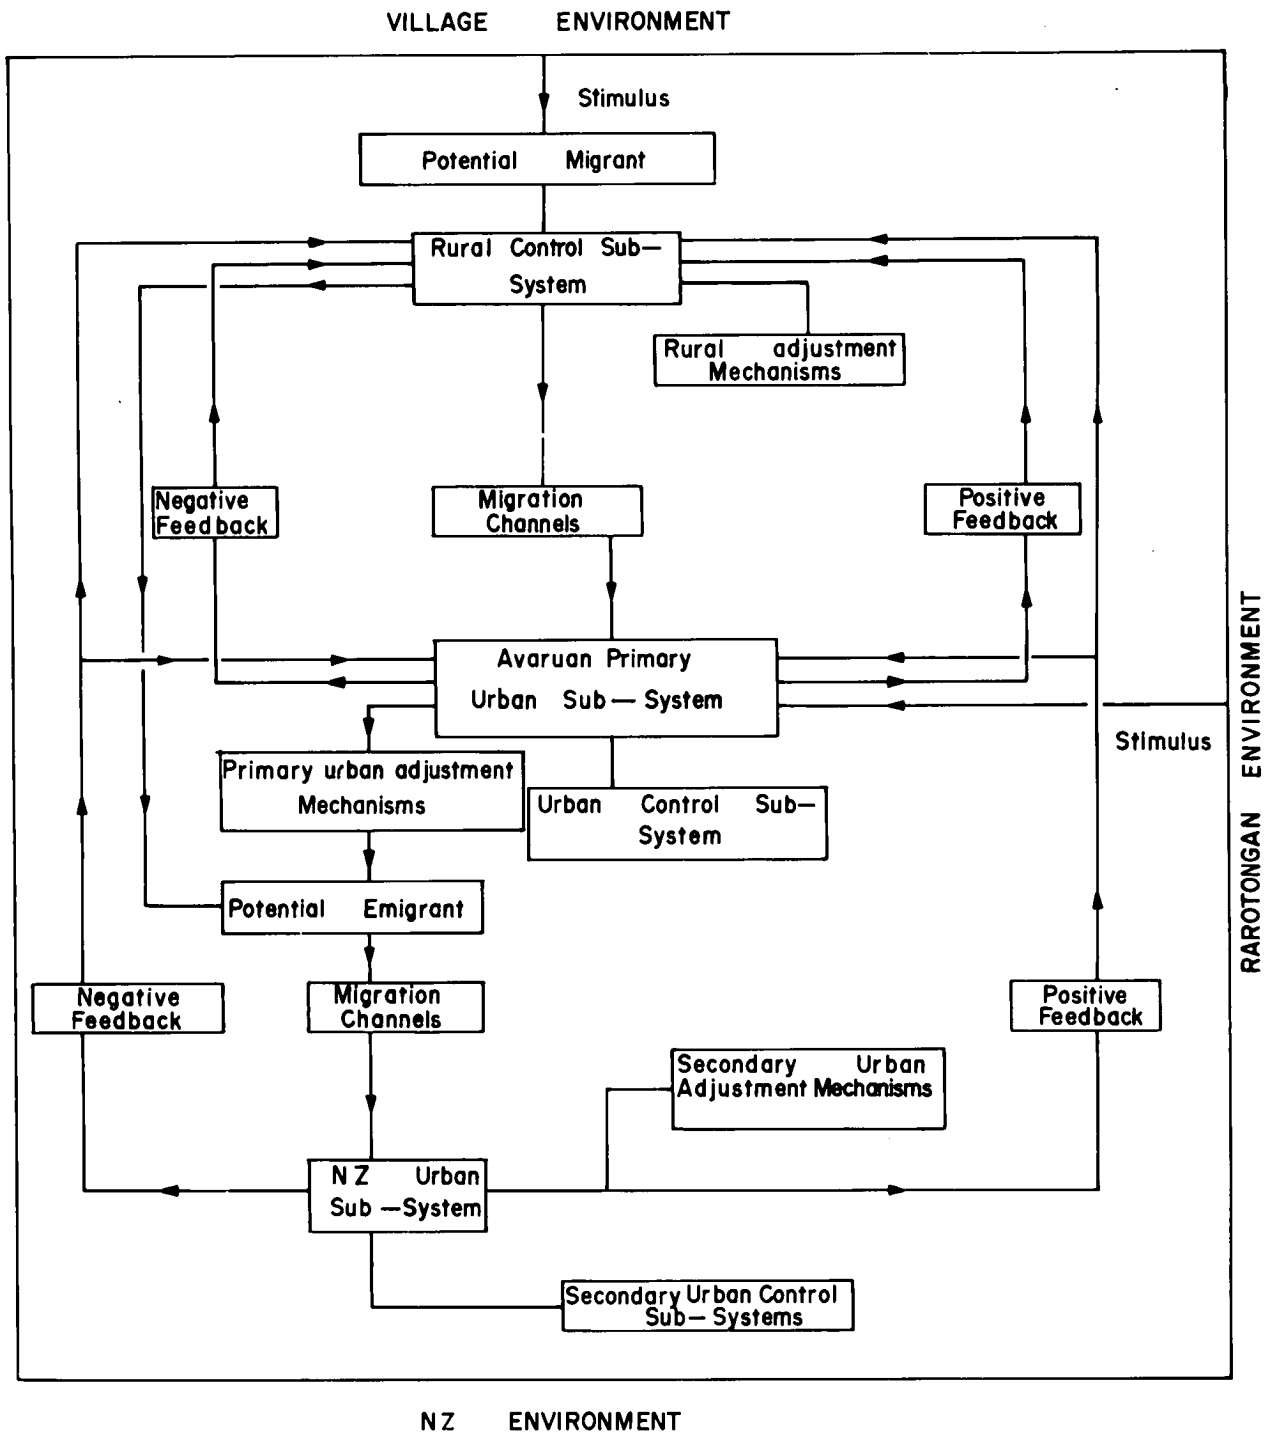 VILLAGE ENVIRONMENT
Stimulus
Potential Migrant
Rural Control Sub—
System
Rural adjustment
Mechanisms
Negative
Feedback
Migration
Channels
Positive
Feedback
Avaruan Primary
Urban Sub—System
Stimulus
RAROTONGAN ENVIRONMENT
Primary urban adjustment
Mechanisms
Urban Control Sub—
System
Potential Emigrant
Negative
Feedback
Migration
Channels
Positive
Feedback
Secondary Urban
Adjustment Mechanisms
NZ Urban
Sub—System
Secondary Urban Control
Sub—Systems
NZ ENVIRONMENT